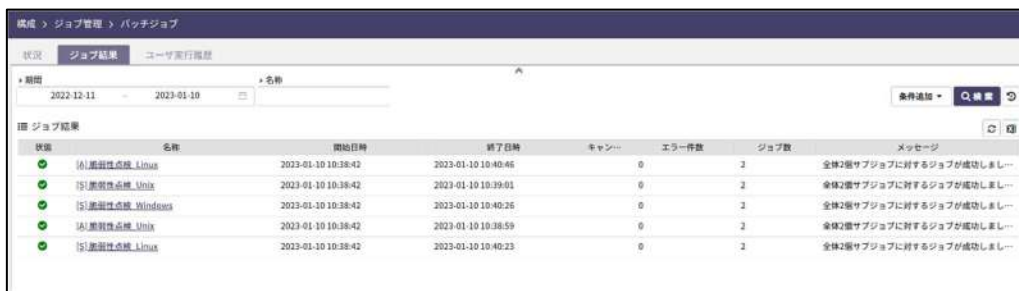 構成 > ジョブ管理 > バッチジョブ
状況 ジョブ結果 ユーザ実行履歴
期間 名称
2022-12-11 ~ 2023-01-10
条件追加 検索
ジョブ結果
状態 名称 開始日時 終了日時 キャン… エラー件数 ジョブ数 メッセージ
[A] 脆弱性点検_Linux 2023-01-10 10:38:42 2023-01-10 10:40:46 0 2 全体2個サブジョブに対するジョブが成功しまし…
[S] 脆弱性点検_Unix 2023-01-10 10:38:42 2023-01-10 10:39:01 0 2 全体2個サブジョブに対するジョブが成功しまし…
[S] 脆弱性点検_Windows 2023-01-10 10:38:42 2023-01-10 10:40:26 0 2 全体2個サブジョブに対するジョブが成功しまし…
[A] 脆弱性点検_Unix 2023-01-10 10:38:42 2023-01-10 10:38:59 0 2 全体2個サブジョブに対するジョブが成功しまし…
[S] 脆弱性点検_Linux 2023-01-10 10:38:42 2023-01-10 10:40:23 0 2 全体2個サブジョブに対するジョブが成功しまし…